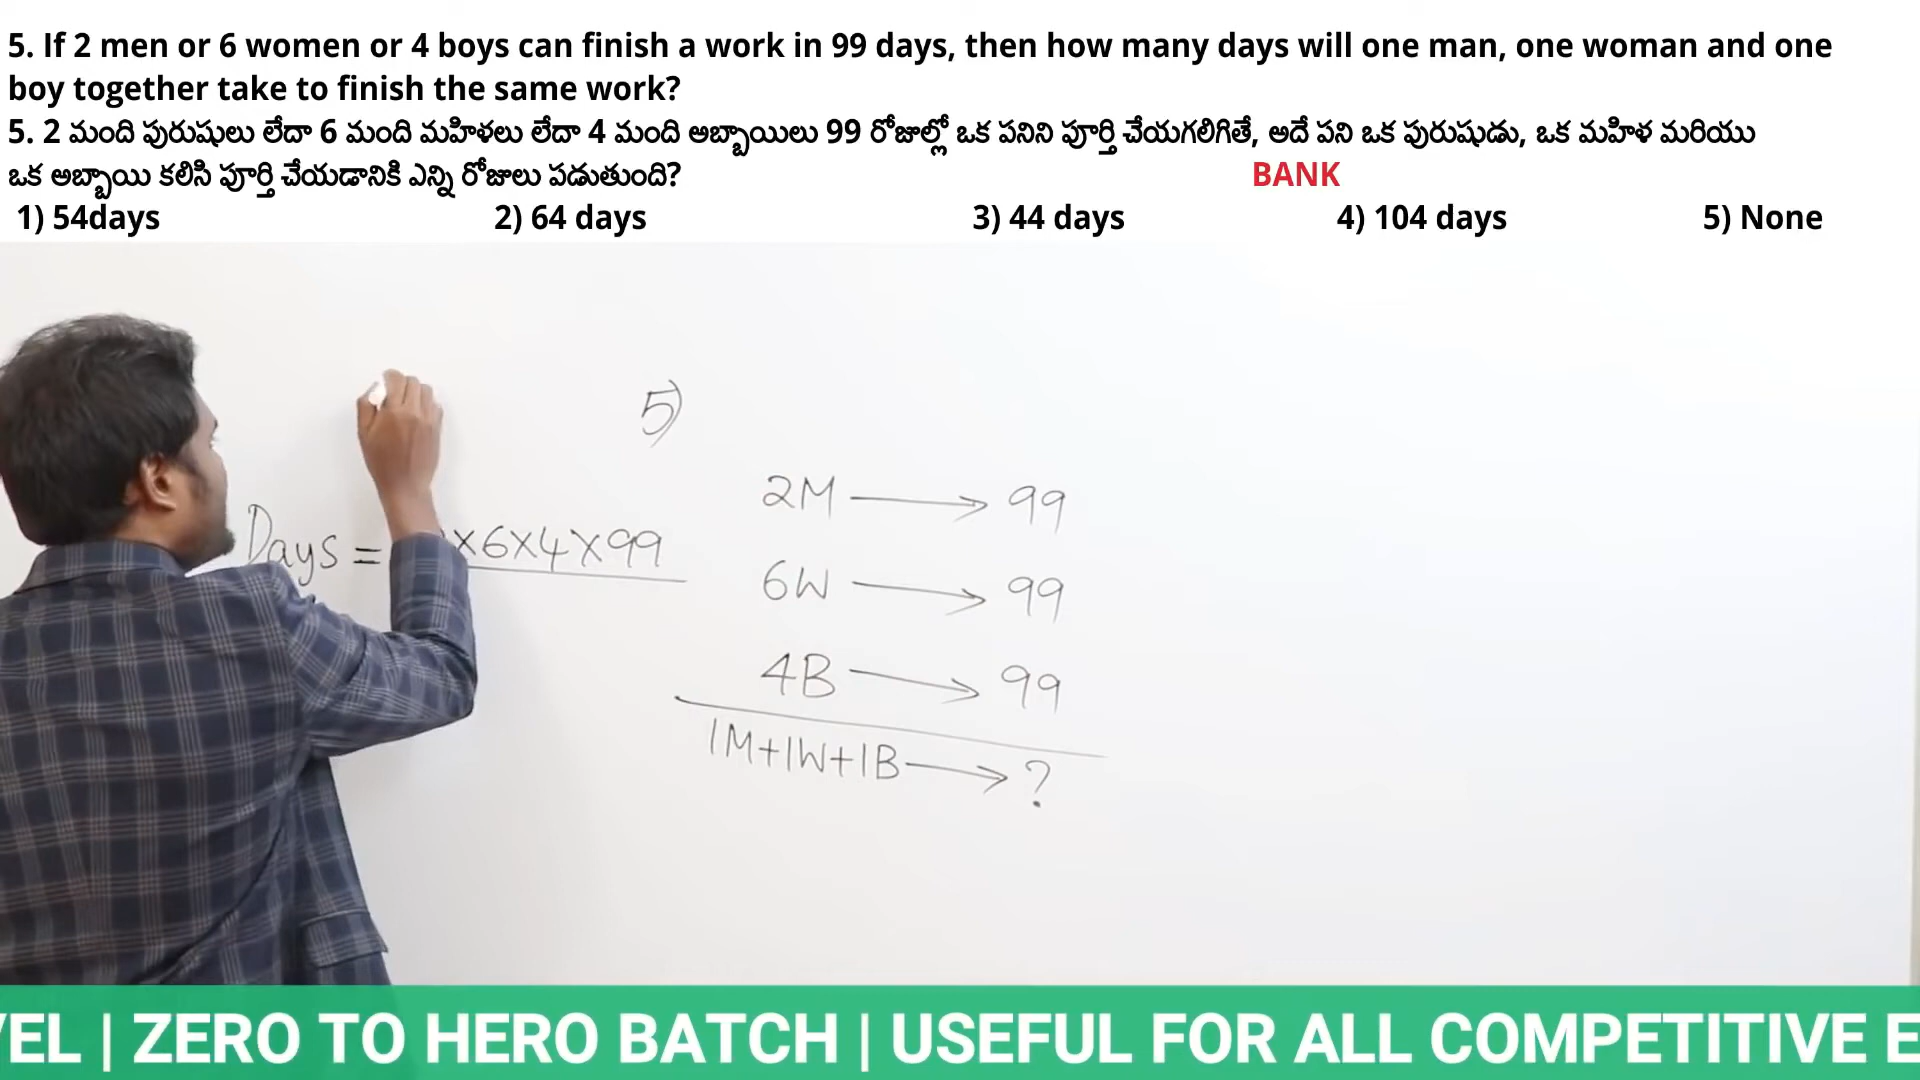 5. If 2 men or 6 women or 4 boys can finish a work in 99 days, then how many days will one man, one woman and one
boy together take to finish the same work?
5. 2 మంది పురుషులు లేదా 6 మంది మహిళలు లేదా 4 మంది అబ్బాయిలు 99 రోజుల్లో ఒక పనిని పూర్తి చేయగలిగితే, అదే పని ఒక పురుషుడు, ఒక మహిళ మరియు
ఒక అబ్బాయి కలిసి పూర్తి చేయడానికి ఎన్ని రోజులు పడుతుంది? BANK
1) 54days 2) 64 days 3) 44 days 4) 104 days 5) None
5)
2M → 99
Days = ×6×4×99
6W → 99
4B → 99
1M+1W+1B → ?
| ZERO TO HERO BATCH | USEFUL FOR ALL COMPETITIVE